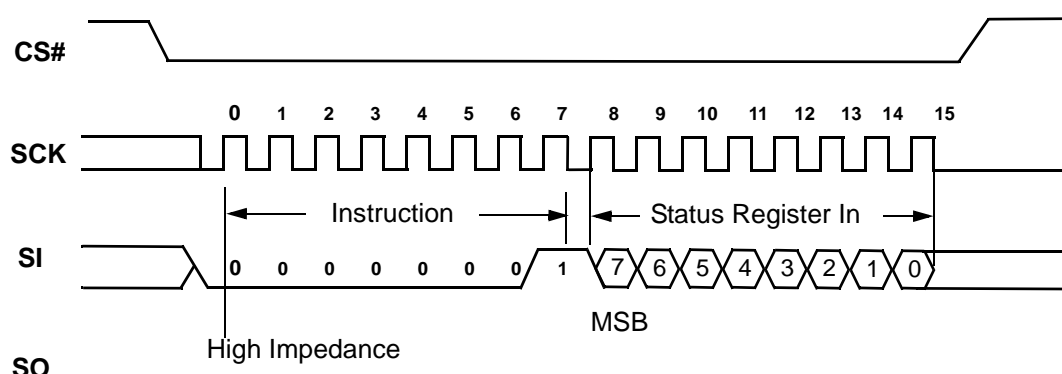 CS#
0 1 2 3 4 5 6 7 8 9 10 11 12 13 14 15
SCK
Instruction Status Register In
SI
0 0 0 0 0 0 0 1 7 6 5 4 3 2 1 0
MSB
High Impedance
SO